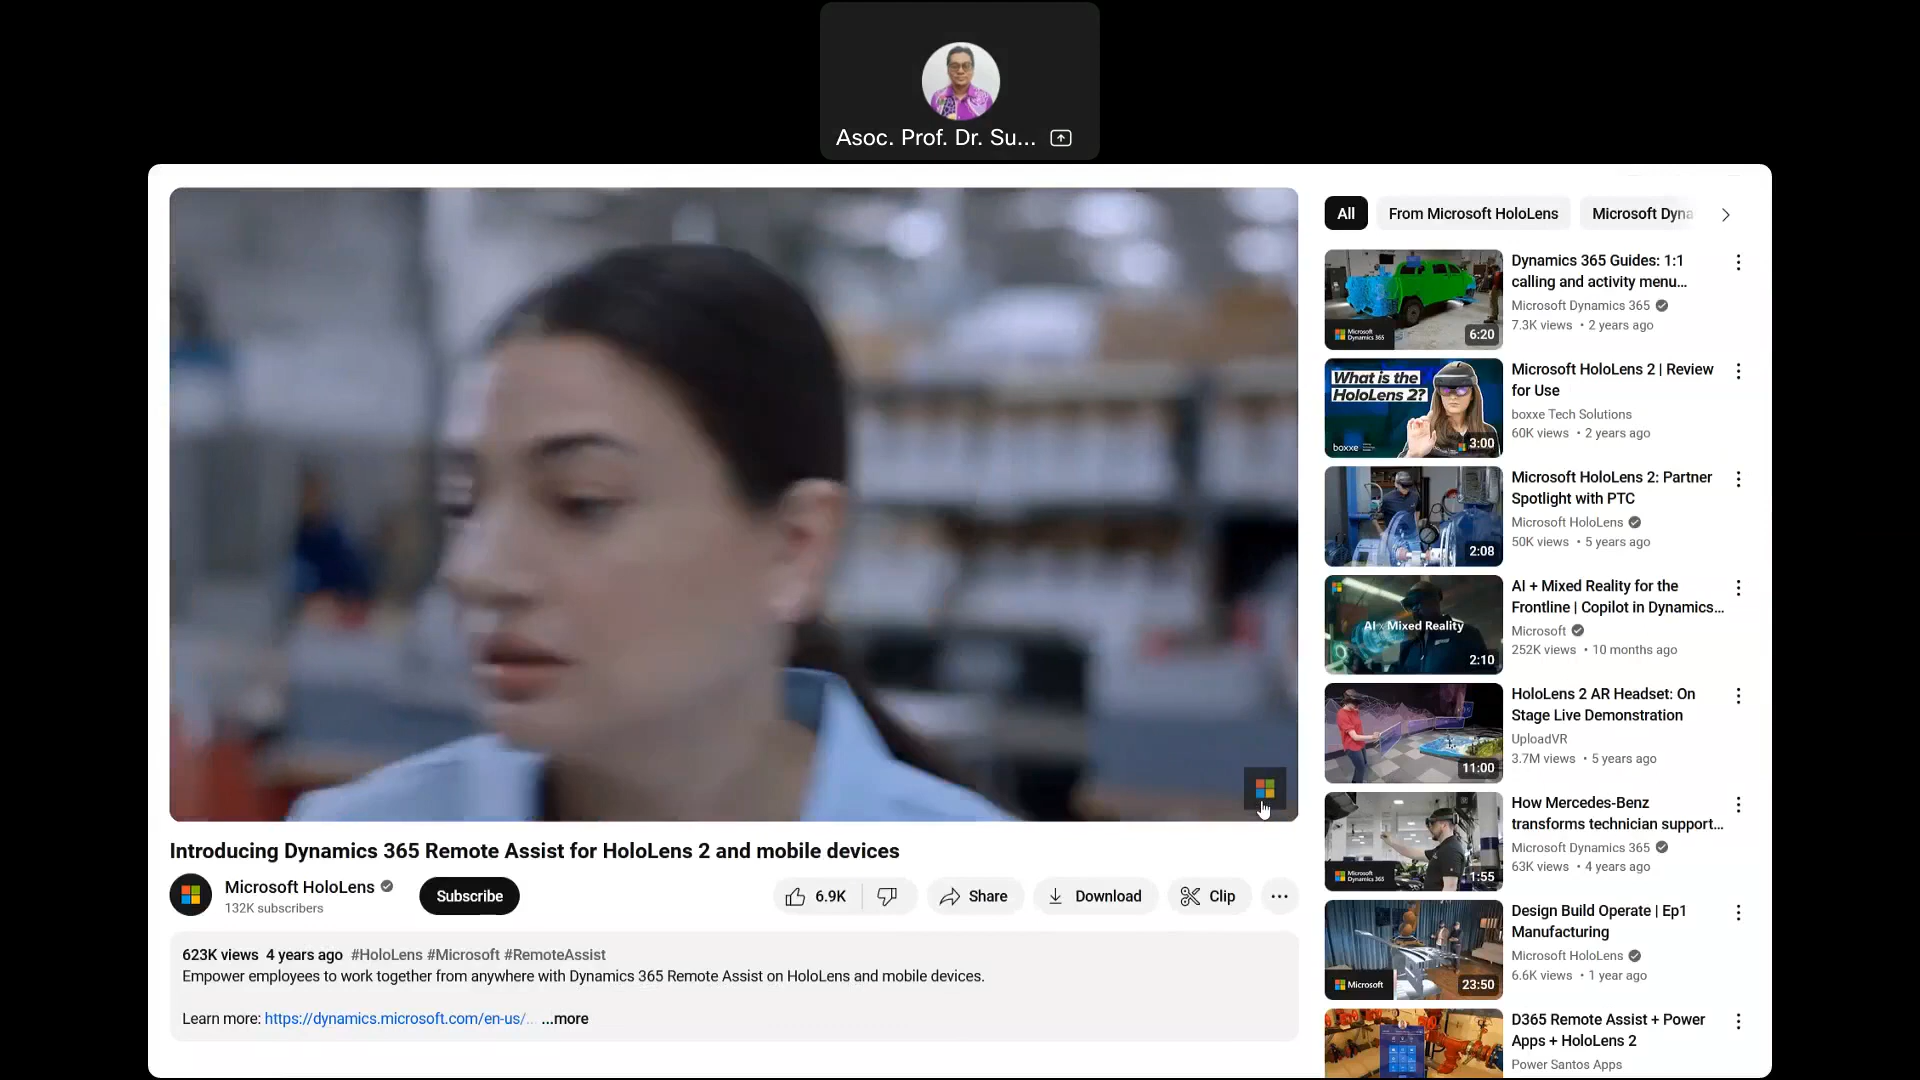 Asoc. Prof. Dr. Su...
All
From Microsoft HoloLens
Microsoft Dyna
Dynamics 365 Guides: 1:1
calling and activity menu...
Microsoft Dynamics 365
7.3K views • 2 years ago
Microsoft
Dynamics 365
6:20
What is the
HoloLens 2?
boxxe
3:00
Microsoft HoloLens 2 | Review
for Use
boxxe Tech Solutions
60K views • 2 years ago
2:08
Microsoft HoloLens 2: Partner
Spotlight with PTC
Microsoft HoloLens
50K views • 5 years ago
AI + Mixed Reality
2:10
AI + Mixed Reality for the
Frontline | Copilot in Dynamics...
Microsoft
252K views • 10 months ago
11:00
HoloLens 2 AR Headset: On
Stage Live Demonstration
UploadVR
3.7M views • 5 years ago
Microsoft
Dynamics 365
1:55
How Mercedes-Benz
transforms technician support...
Microsoft Dynamics 365
63K views • 4 years ago
Microsoft
23:50
Design Build Operate | Ep1
Manufacturing
Microsoft HoloLens
6.6K views • 1 year ago
D365 Remote Assist + Power
Apps + HoloLens 2
Power Santos Apps
Introducing Dynamics 365 Remote Assist for HoloLens 2 and mobile devices
Microsoft HoloLens
132K subscribers
Subscribe
6.9K
Share
Download
Clip
623K views 4 years ago #HoloLens #Microsoft #RemoteAssist
Empower employees to work together from anywhere with Dynamics 365 Remote Assist on HoloLens and mobile devices.
Learn more: https://dynamics.microsoft.com/en-us/... ...more